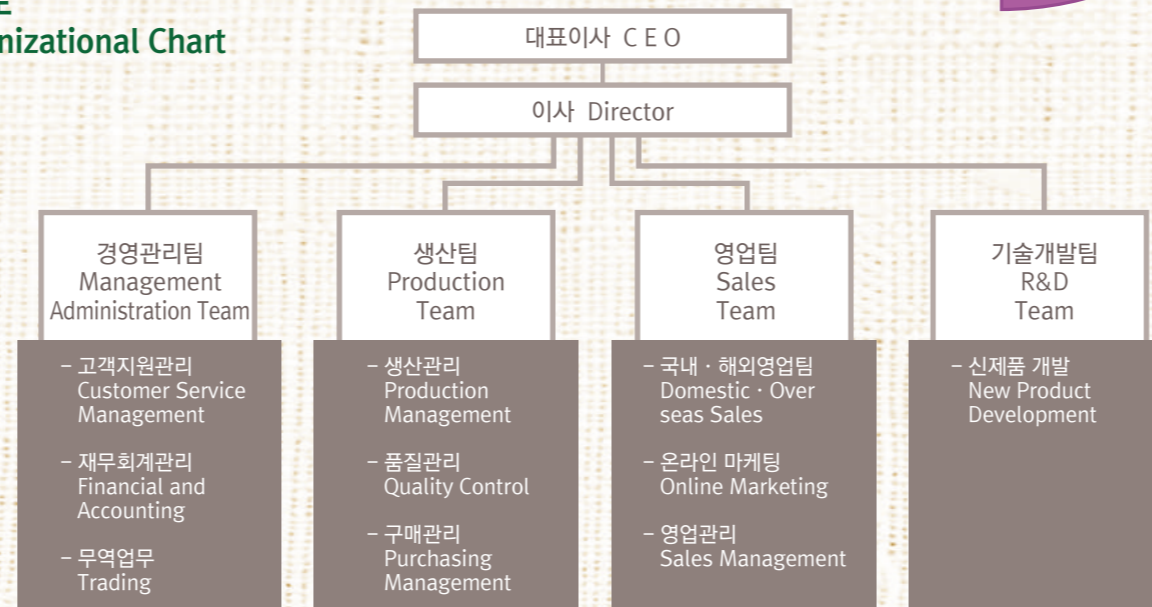 nizational Chart
대표이사 C E O
이사 Director
경영관리팀
Management
Administration Team
- 고객지원관리
Customer Service
Management
- 재무회계관리
Financial and
Accounting
- 무역업무
Trading
생산팀
Production
Team
- 생산관리
Production
Management
- 품질관리
Quality Control
- 구매관리
Purchasing
Management
영업팀
Sales
Team
- 국내 · 해외영업팀
Domestic · Over
seas Sales
- 온라인 마케팅
Online Marketing
- 영업관리
Sales Management
기술개발팀
R&D
Team
- 신제품 개발
New Product
Development